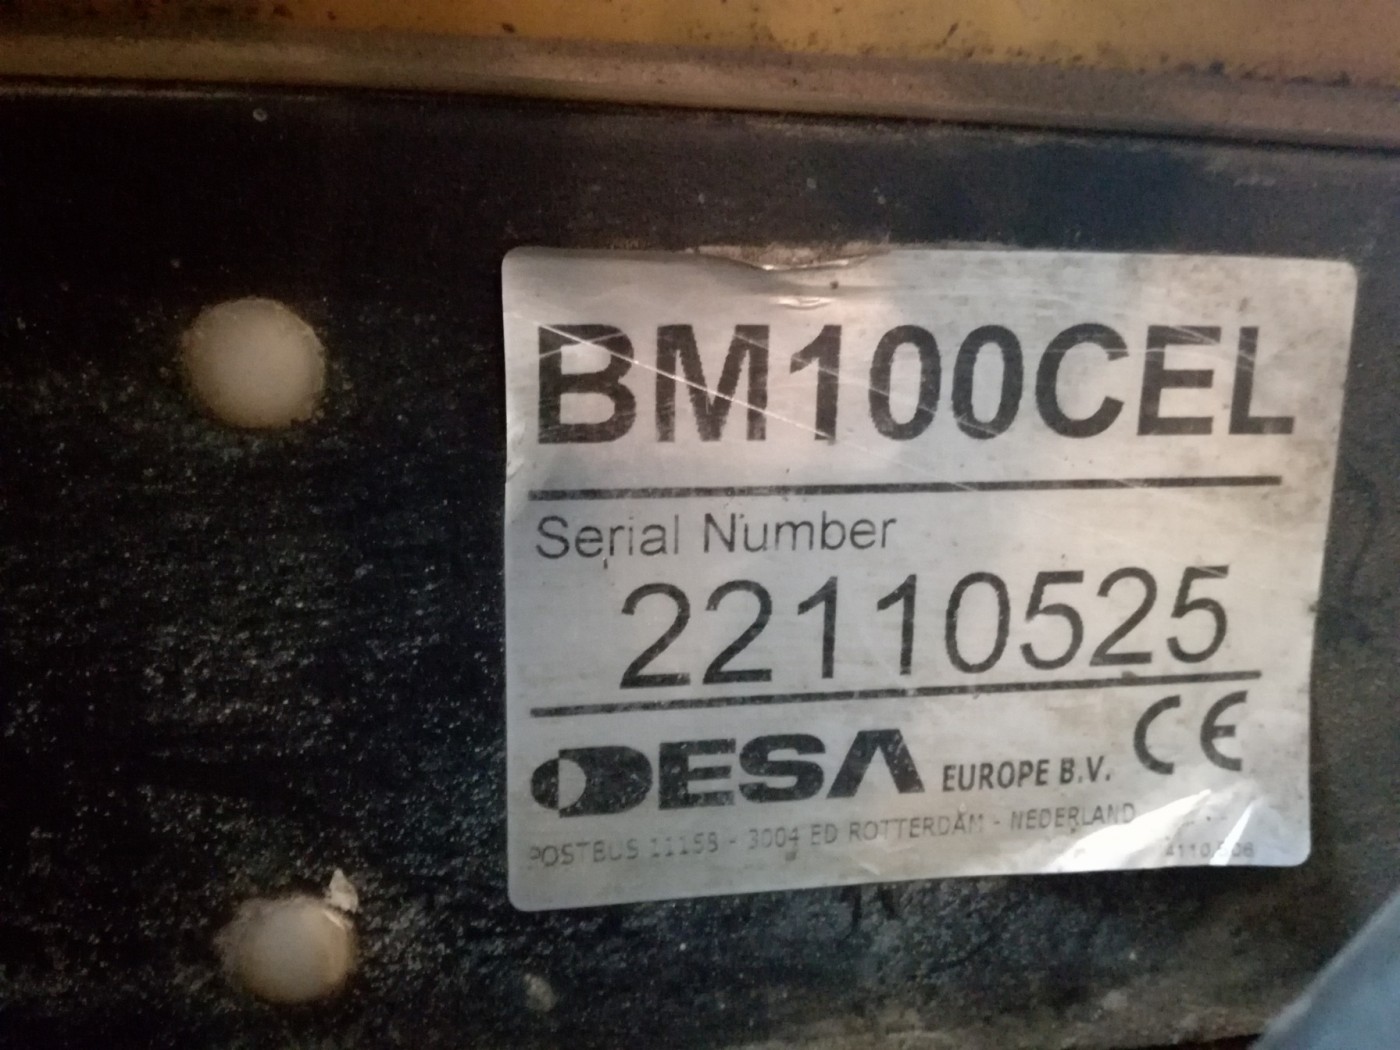 BM100CEL
Serial Number
22110525
DESA EUROPE B.V. CE
POSTBUS 11158 - 3004 ED ROTTERDAM - NEDERLAND